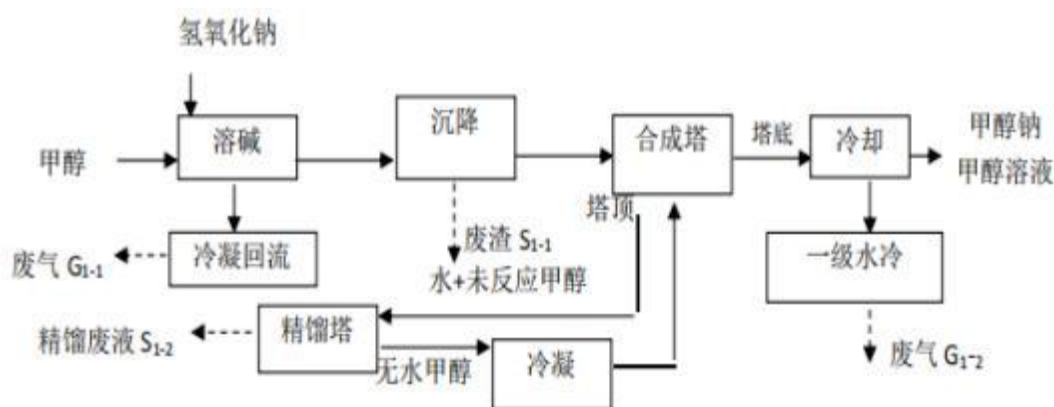 氢氧化钠
甲醇
溶碱
沉降
合成塔
塔底
冷却
甲醇钠
甲醇溶液
塔顶
废气 G₁₋₁
冷凝回流
废渣 S₁₋₁
水+未反应甲醇
一级水冷
精馏废液 S₁₋₂
精馏塔
无水甲醇
冷凝
废气 G₁₋₂